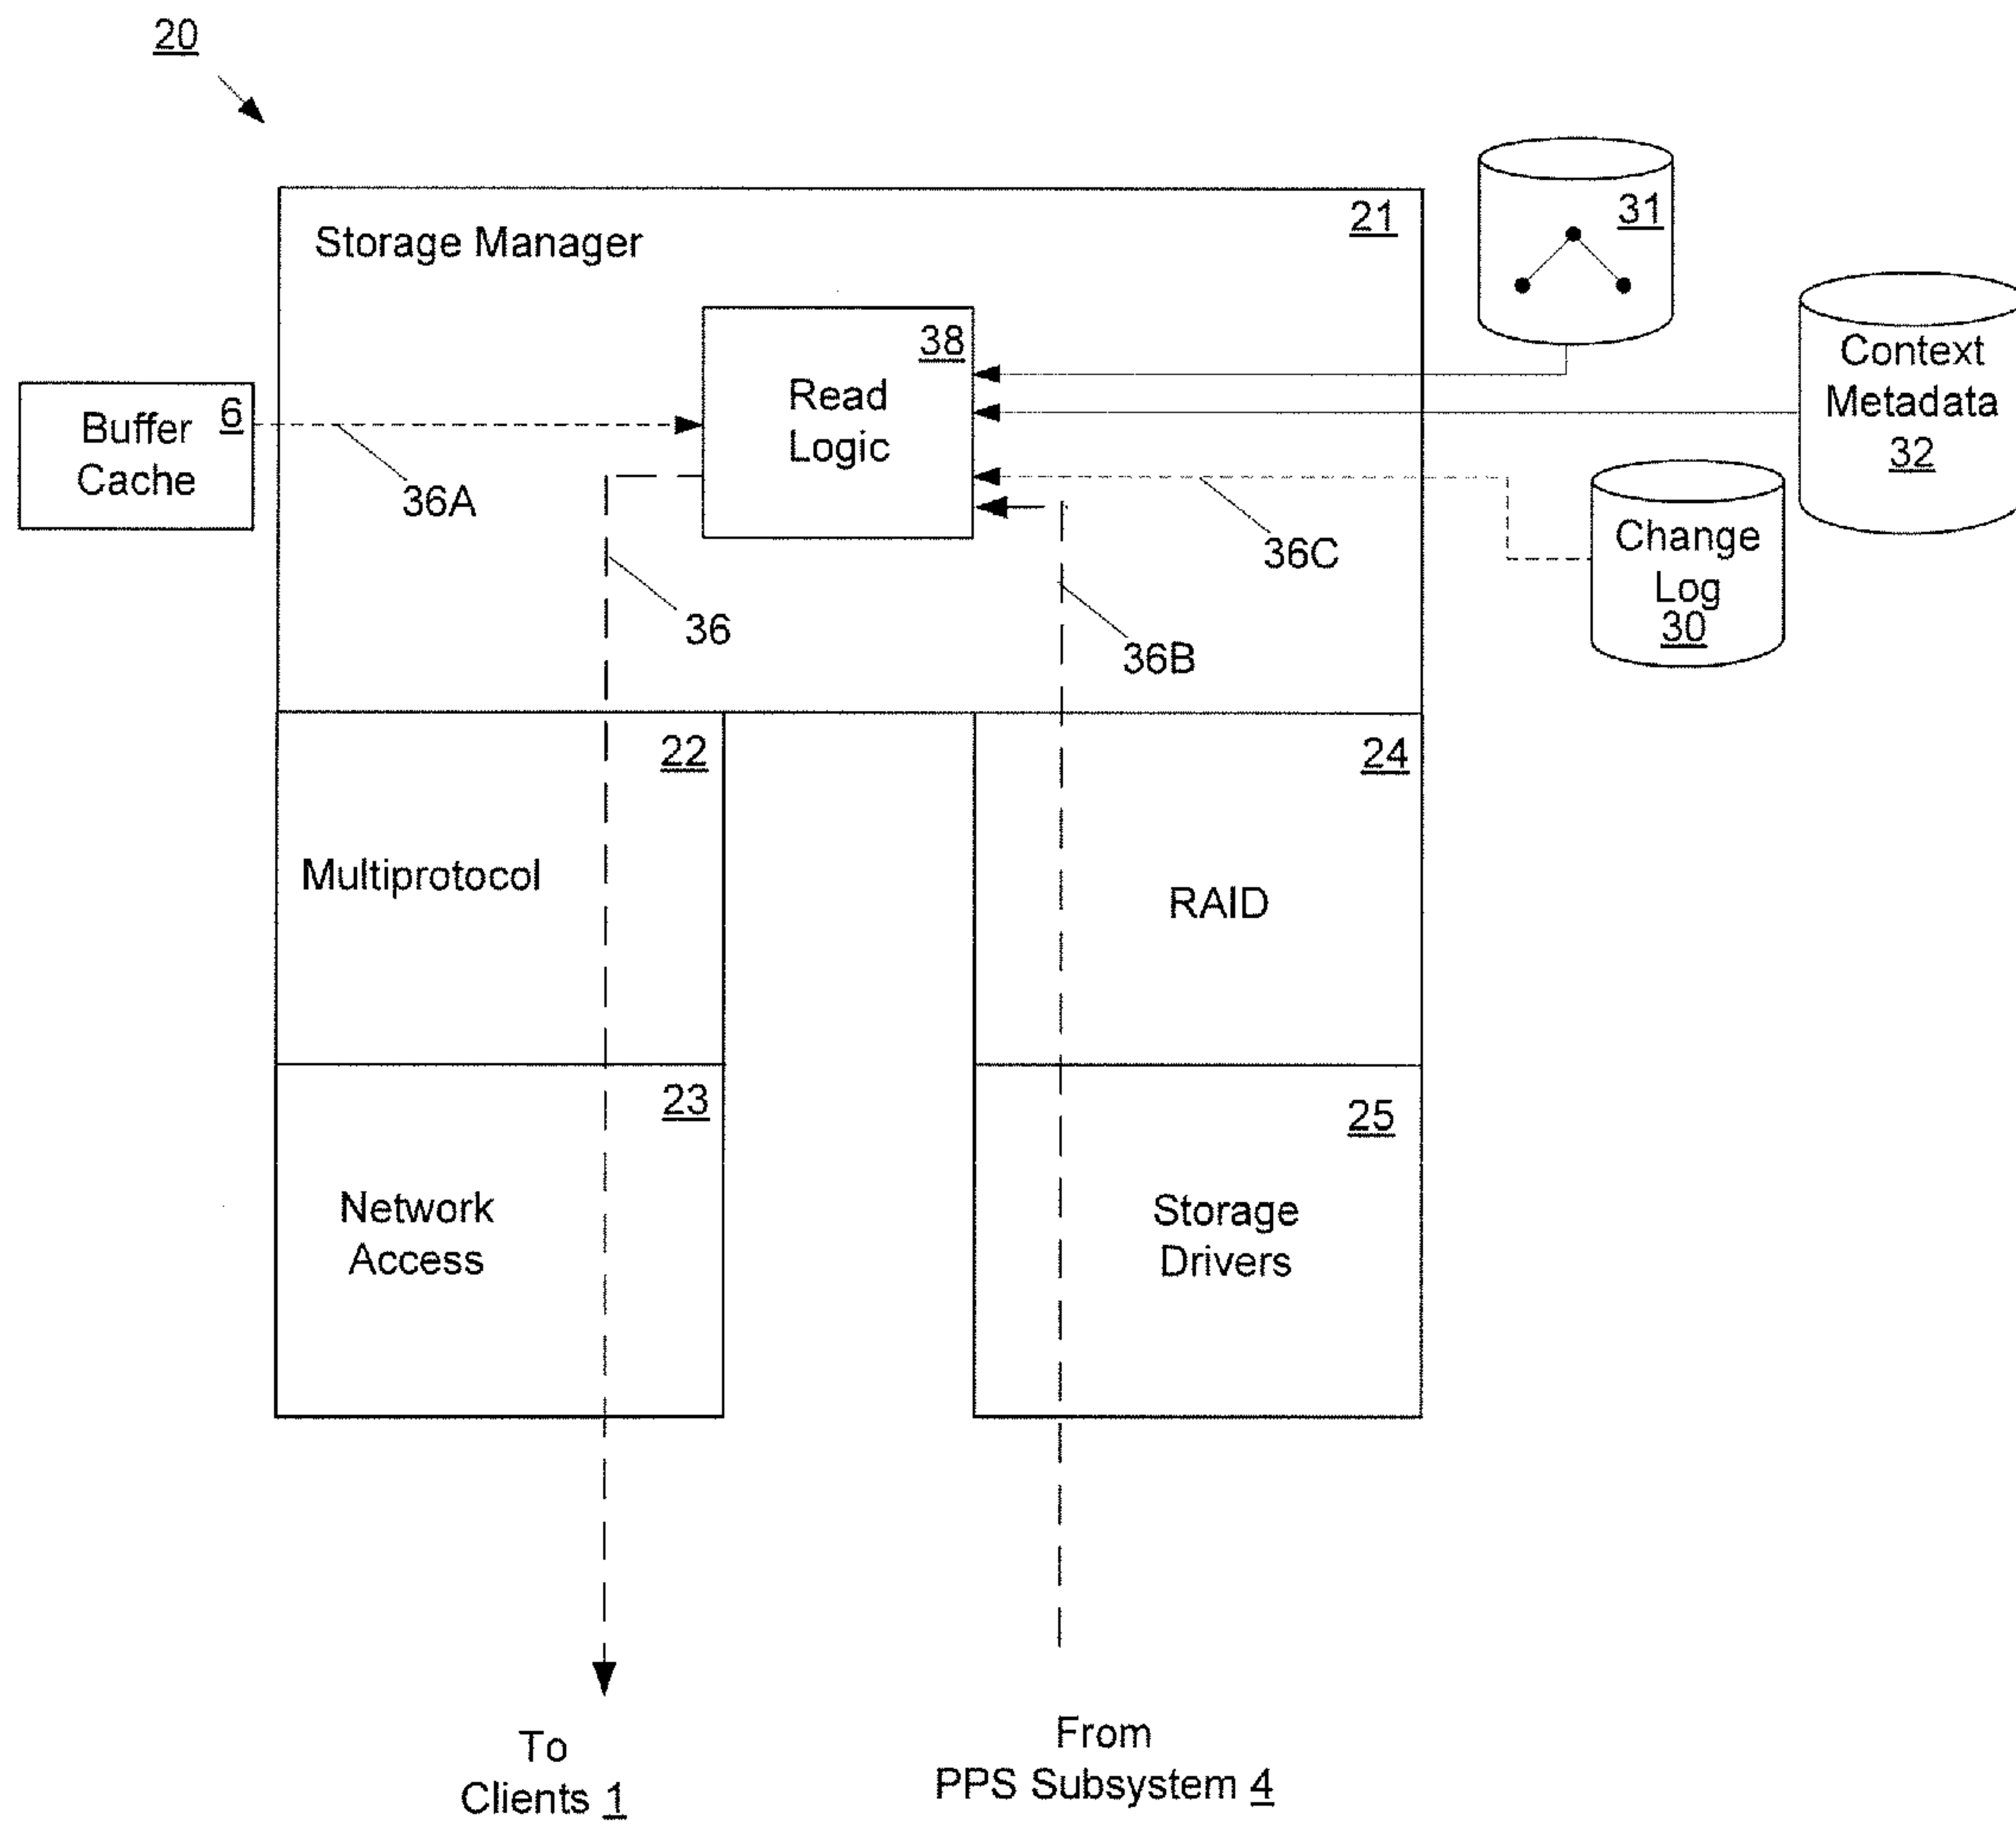 20
Storage Manager
21
31
38
Read
Logic
Context
Metadata
32
Buffer
Cache
6
36A
36C
Change
Log
30
36
36B
22
Multiprotocol
24
RAID
23
Network
Access
25
Storage
Drivers
To
Clients 1
From
PPS Subsystem 4